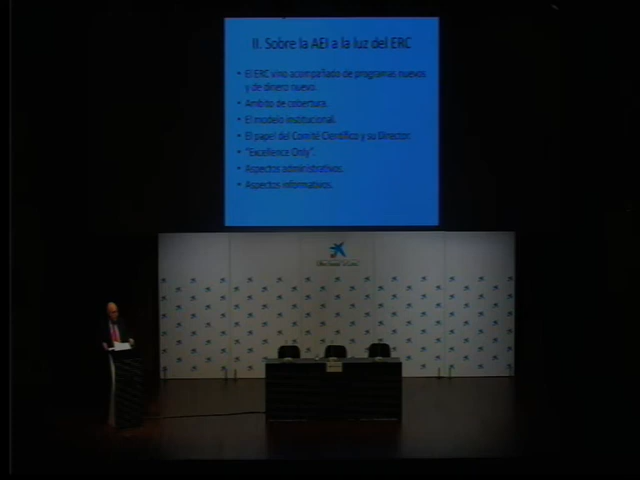 II. Sobre la AEI a la luz del ERC
• El ERC vino acompañado de programas nuevos
y de dinero nuevo.
• Ambito de cobertura.
• El modelo institucional.
• El papel del Comité Científico y su Director.
• "Excellence Only".
• Aspectos administrativos.
• Aspectos informativos.